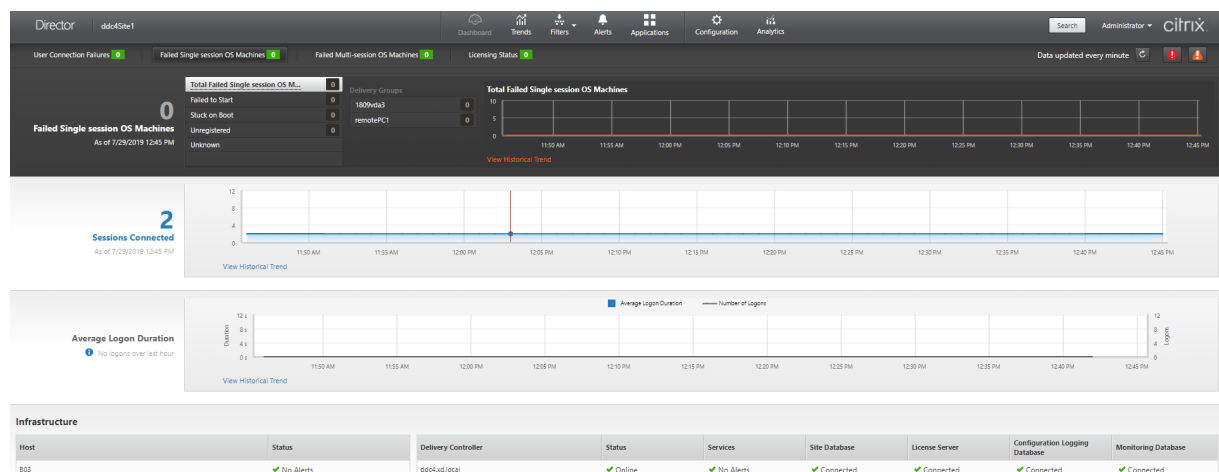 Director ddc4Site1 Dashboard Trends Filters Alerts Applications Configuration Analytics Search Administrator citrix
User Connection Failures 0 Failed Single session OS Machines 0 Failed Multi-session OS Machines 0 Licensing Status 0 Data updated every minute
0
Failed Single session OS Machines
As of 7/29/2019 12:45 PM
Total Failed Single session OS M... 0
Failed to Start 0
Stuck on Boot 0
Unregistered 0
Unknown
Delivery Groups
1809vda3 0
remotePC1 0
Total Failed Single session OS Machines
10
5
0
11:50 AM 11:55 AM 12:00 PM 12:05 PM 12:10 PM 12:15 PM 12:20 PM 12:25 PM 12:30 PM 12:35 PM 12:40 PM 12:45 PM
View Historical Trend
2
Sessions Connected
As of 7/29/2019 12:45 PM
12
8
4
0
11:50 AM 11:55 AM 12:00 PM 12:05 PM 12:10 PM 12:15 PM 12:20 PM 12:25 PM 12:30 PM 12:35 PM 12:40 PM 12:45 PM
View Historical Trend
Average Logon Duration
No logons over last hour
Average Logon Duration Number of Logons
Duration
12 s
8 s
4 s
0 s
12
8
4
0
Logons
11:50 AM 11:55 AM 12:00 PM 12:05 PM 12:10 PM 12:15 PM 12:20 PM 12:25 PM 12:30 PM 12:35 PM 12:40 PM 12:45 PM
View Historical Trend
Infrastructure
Host Status Delivery Controller Status Services Site Database License Server Configuration Logging Database Monitoring Database
B03 No Alerts ddc4.xd.local Online No Alerts Connected Connected Connected Connected